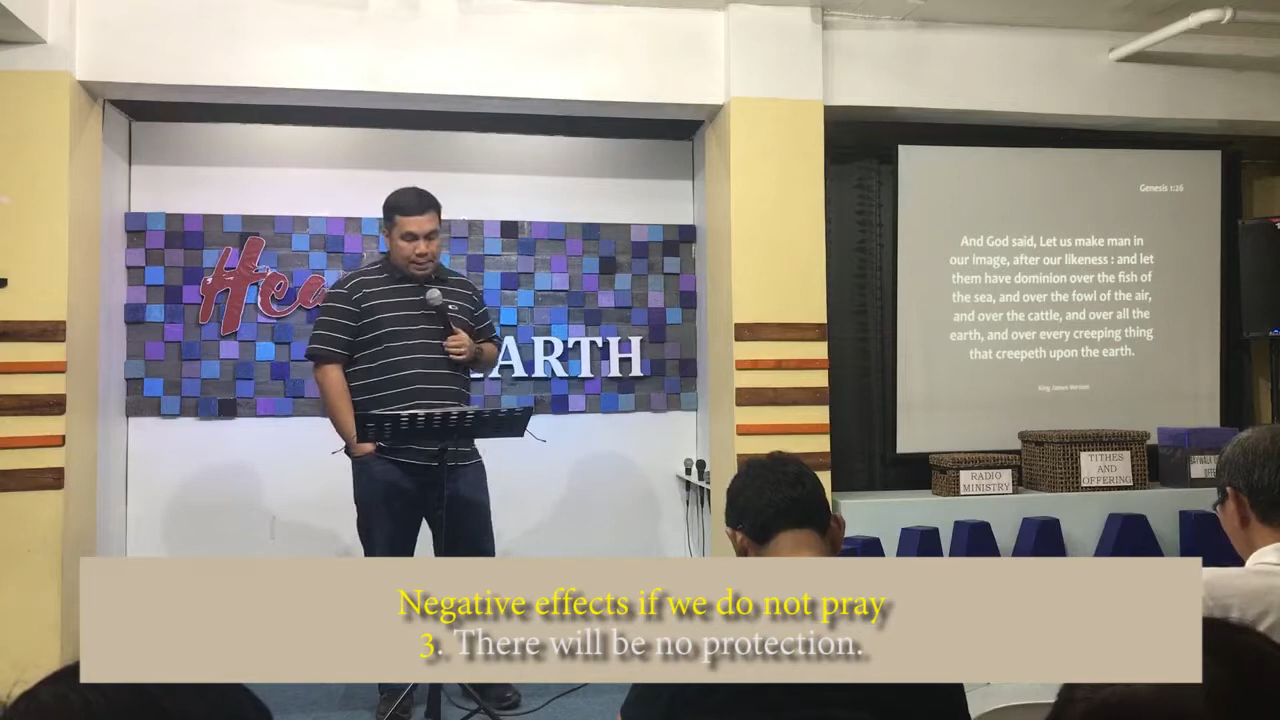 Genesis 1:26
And God said, Let us make man in
our image, after our likeness : and let
them have dominion over the fish of
the sea, and over the fowl of the air,
and over the cattle, and over all the
earth, and over every creeping thing
that creepeth upon the earth.
King James Version
Hea
EARTH
RADIO
MINISTRY
TITHES
AND
OFFERING
Negative effects if we do not pray
3. There will be no protection.